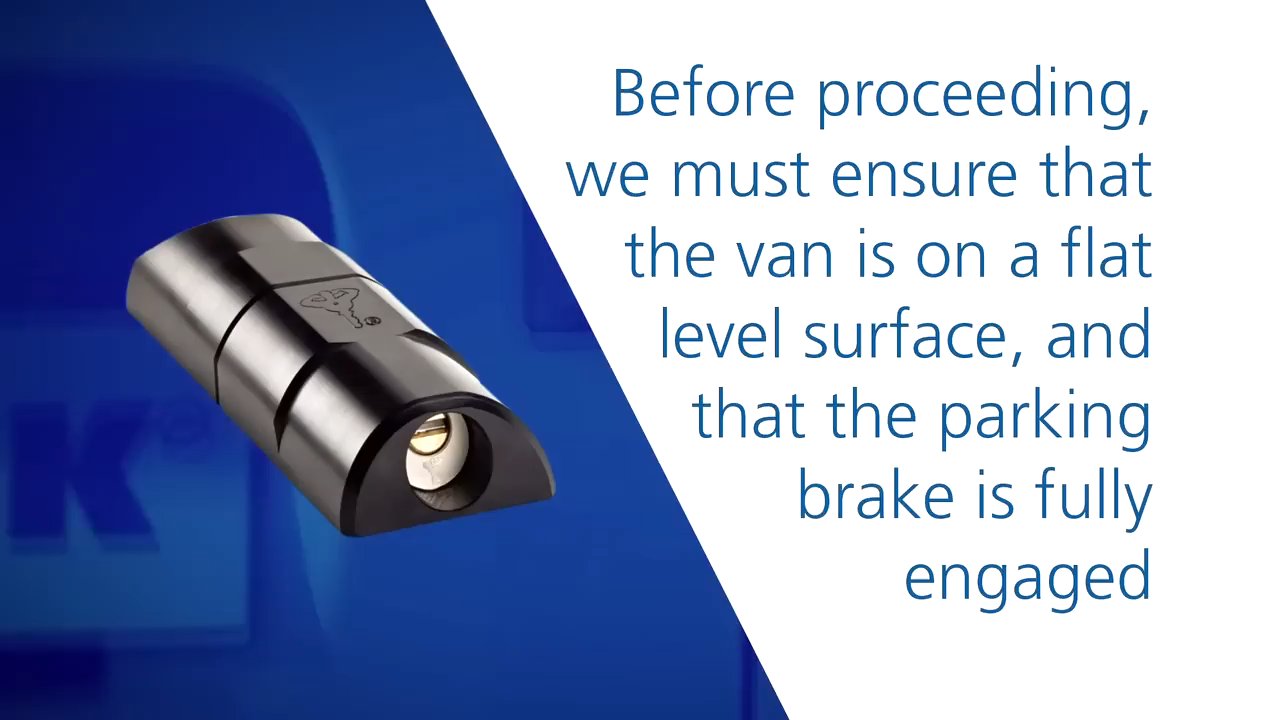 Before proceeding,
we must ensure that
the van is on a flat
level surface, and
that the parking
brake is fully
engaged
K®
®